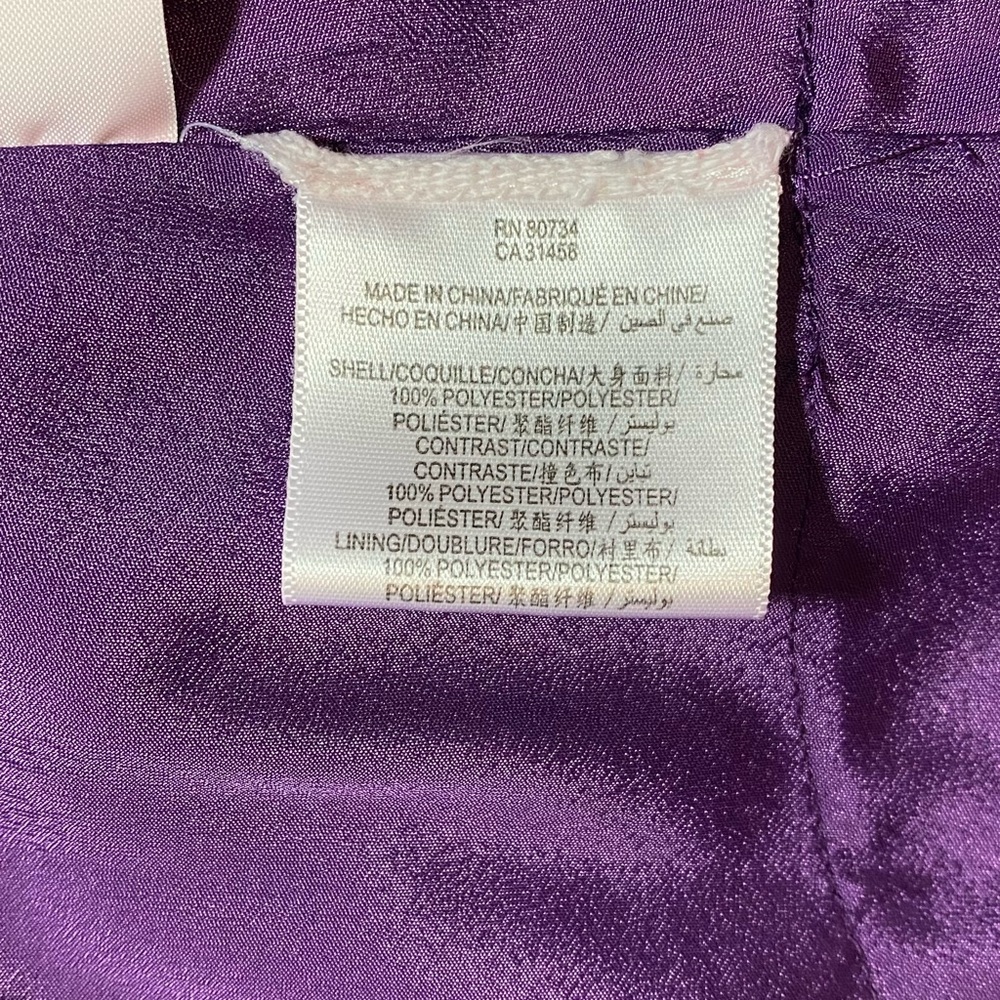 RN 80734
CA 31458
MADE IN CHINA/FABRIQUÉ EN CHINE/
HECHO EN CHINA/中国制造/ صنع في الصين
SHELL/COQUILLE/CONCHA/大身面料/ محارة
100% POLYESTER/POLYESTER/
POLIÉSTER/ 聚酯纤维 / بوليستر
CONTRAST/CONTRASTE/
CONTRASTE/撞色布/ تباين
100% POLYESTER/POLYESTER/
POLIÉSTER/ 聚酯纤维 / بوليستر
LINING/DOUBLURE/FORRO/衬里布/ بطانة
100% POLYESTER/POLYESTER/
POLIÉSTER/ 聚酯纤维 / بوليستر